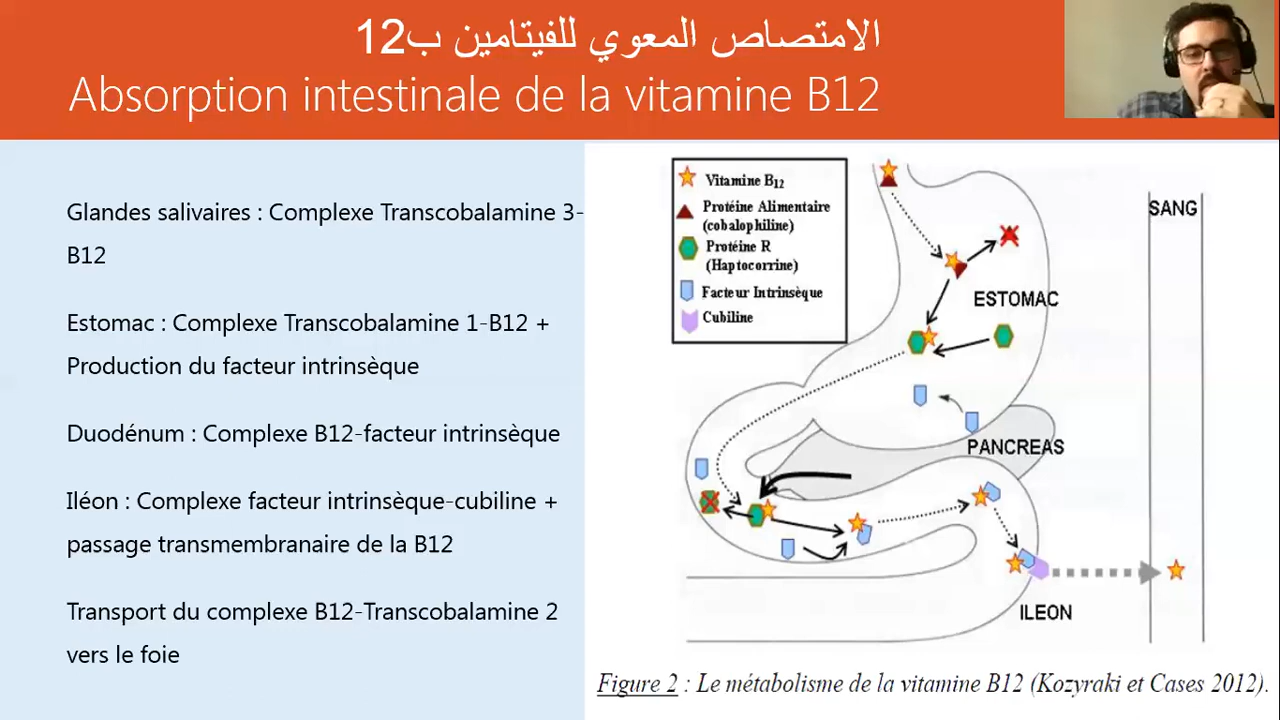 الامتصاص المعوي للفيتامين ب12
Absorption intestinale de la vitamine B12
Glandes salivaires : Complexe Transcobalamine 3-
B12
Estomac : Complexe Transcobalamine 1-B12 +
Production du facteur intrinsèque
Duodénum : Complexe B12-facteur intrinsèque
Iléon : Complexe facteur intrinsèque-cubiline +
passage transmembranaire de la B12
Transport du complexe B12-Transcobalamine 2
vers le foie
Vitamine B12
Protéine Alimentaire
(cobalophiline)
Protéine R
(Haptocorrine)
Facteur Intrinsèque
Cubiline
SANG
ESTOMAC
PANCREAS
ILEON
Figure 2 : Le métabolisme de la vitamine B12 (Kozyraki et Cases 2012).